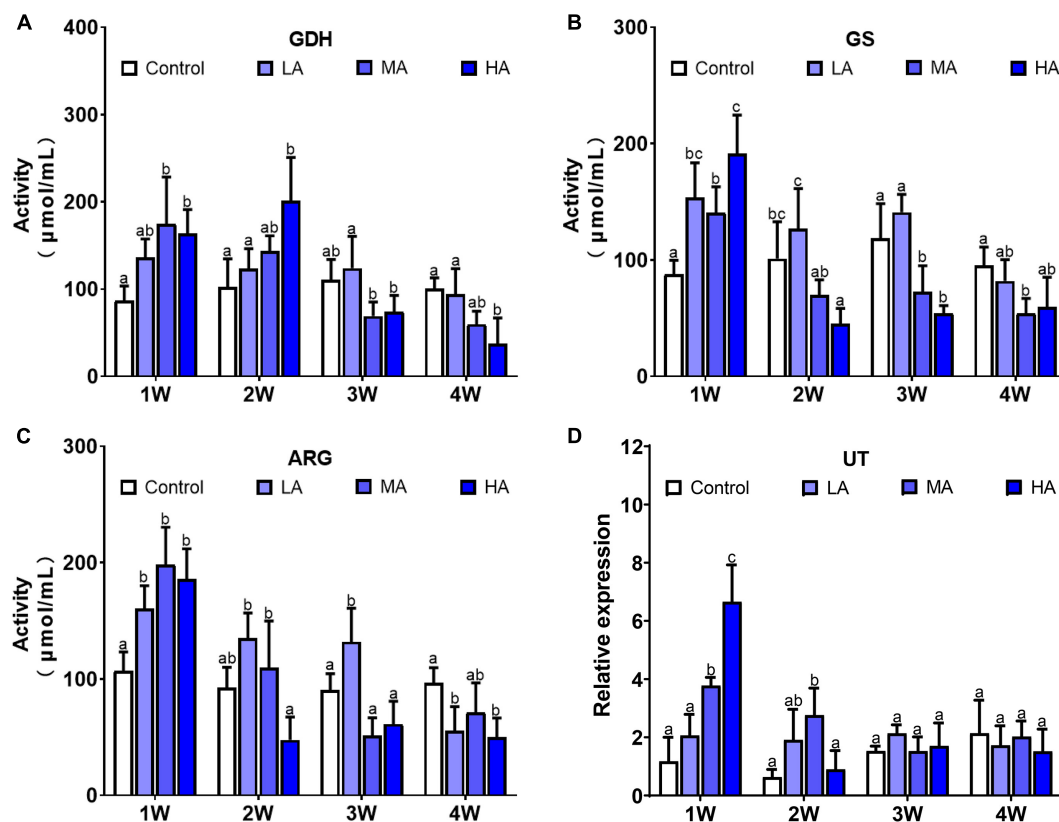 A
GDH
Control LA MA HA
Activity
( μmol/mL)
400
300
200
100
0
a ab b b
a a ab b
ab a b b
a a ab b
1W 2W 3W 4W
B
GS
Control LA MA HA
Activity
( μmol/mL)
300
200
100
0
a bc b c
bc c ab a
a a b b
a ab b ab
1W 2W 3W 4W
C
ARG
Control LA MA HA
Activity
( μmol/mL)
300
200
100
0
a b b b
ab b b a
a b a a
a b ab b
1W 2W 3W 4W
D
UT
Control LA MA HA
Relative expression
12
10
8
6
4
2
0
a a b c
a ab b a
a a a a
a a a a
1W 2W 3W 4W